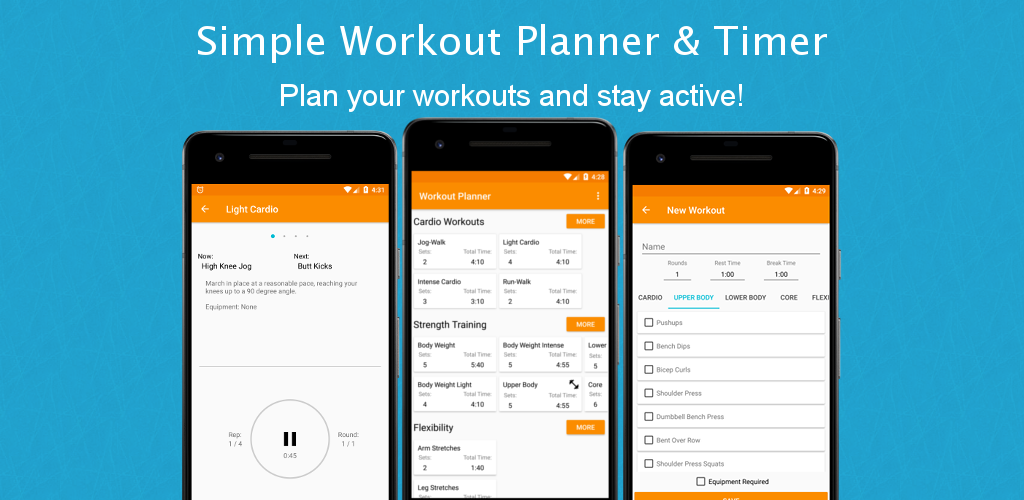 Simple Workout Planner & Timer
Plan your workouts and stay active!
4:31
Light Cardio
Now:
High Knee Jog
Next:
Butt Kicks
March in place at a reasonable pace, reaching your
knees up to a 90 degree angle.
Equipment: None
Rep:
1 / 4
0:45
Round:
1 / 1
4:28
Workout Planner
Cardio Workouts
MORE
Jog-Walk
Sets: Total Time:
2 4:10
Light Cardio
Sets: Total Time:
4 4:10
Intense Cardio
Sets: Total Time:
3 3:10
Run-Walk
Sets: Total Time:
2 4:10
Strength Training
MORE
Body Weight
Sets: Total Time:
5 5:40
Body Weight Intense
Sets: Total Time:
5 4:55
Lower
Sets:
5
Body Weight Light
Sets: Total Time:
4 4:10
Upper Body
Sets: Total Time:
5 4:55
Core
Sets:
6
Flexibility
MORE
Arm Stretches
Sets: Total Time:
2 1:40
Leg Stretches
4:29
New Workout
Name
Rounds Rest Time Break Time
1 1:00 1:00
CARDIO UPPER BODY LOWER BODY CORE FLEXI
Pushups
Bench Dips
Bicep Curls
Shoulder Press
Dumbbell Bench Press
Bent Over Row
Shoulder Press Squats
Equipment Required
SAVE